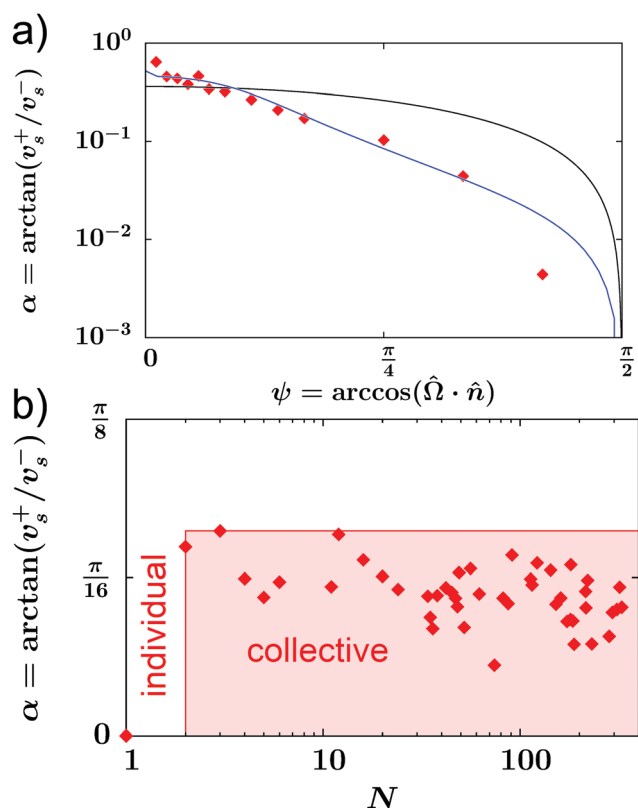 a)
α = arctan(v_s^+/v_s^-)
10^0
10^-1
10^-2
10^-3
0
π/4
π/2
ψ = arccos(Ω̂ · n̂)
b)
α = arctan(v_s^+/v_s^-)
π/8
π/16
0
individual
collective
1
10
100
N